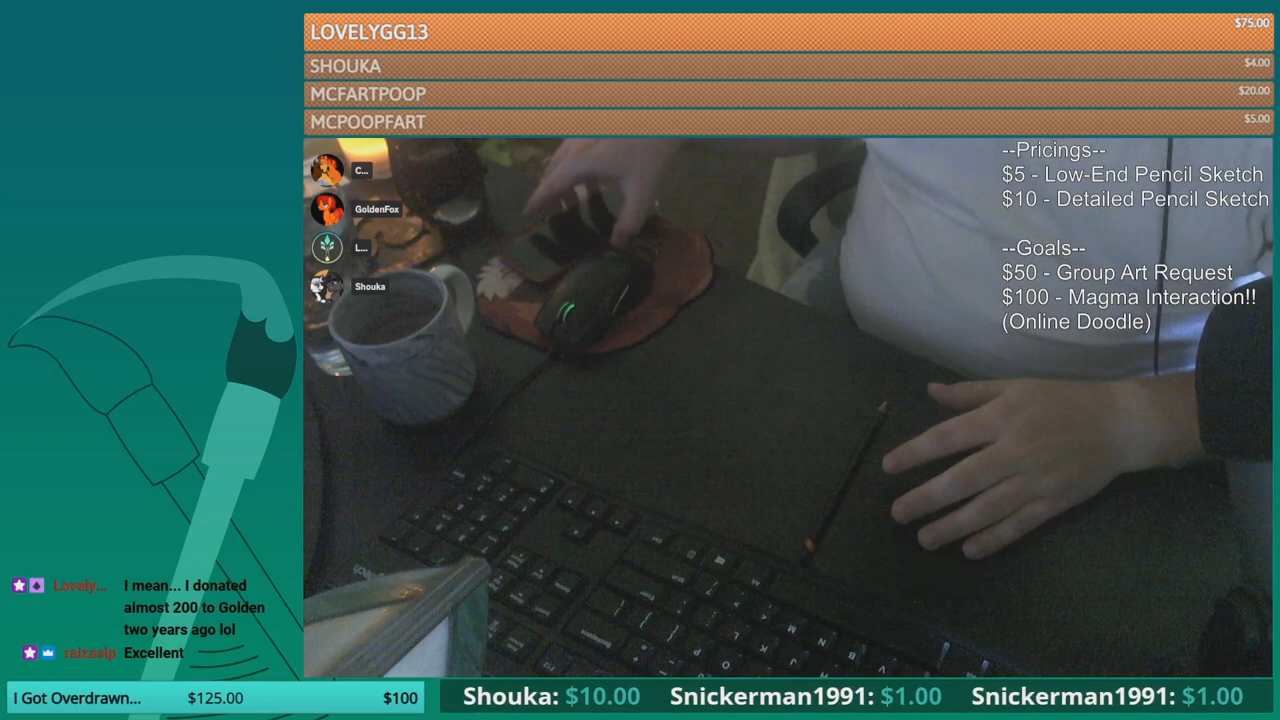 LOVELYGG13
$75.00
SHOUKA
$4.00
MCFARTPOOP
$20.00
MCPOOPFART
$5.00
C...
GoldenFox
L...
Shouka
--Pricings--
$5 - Low-End Pencil Sketch
$10 - Detailed Pencil Sketch
--Goals--
$50 - Group Art Request
$100 - Magma Interaction!!
(Online Doodle)
Lovely... I mean... I donated
almost 200 to Golden
two years ago lol
raizaslp Excellent
I Got Overdrawn... $125.00 $100
Shouka: $10.00 Snickerman1991: $1.00 Snickerman1991: $1.00